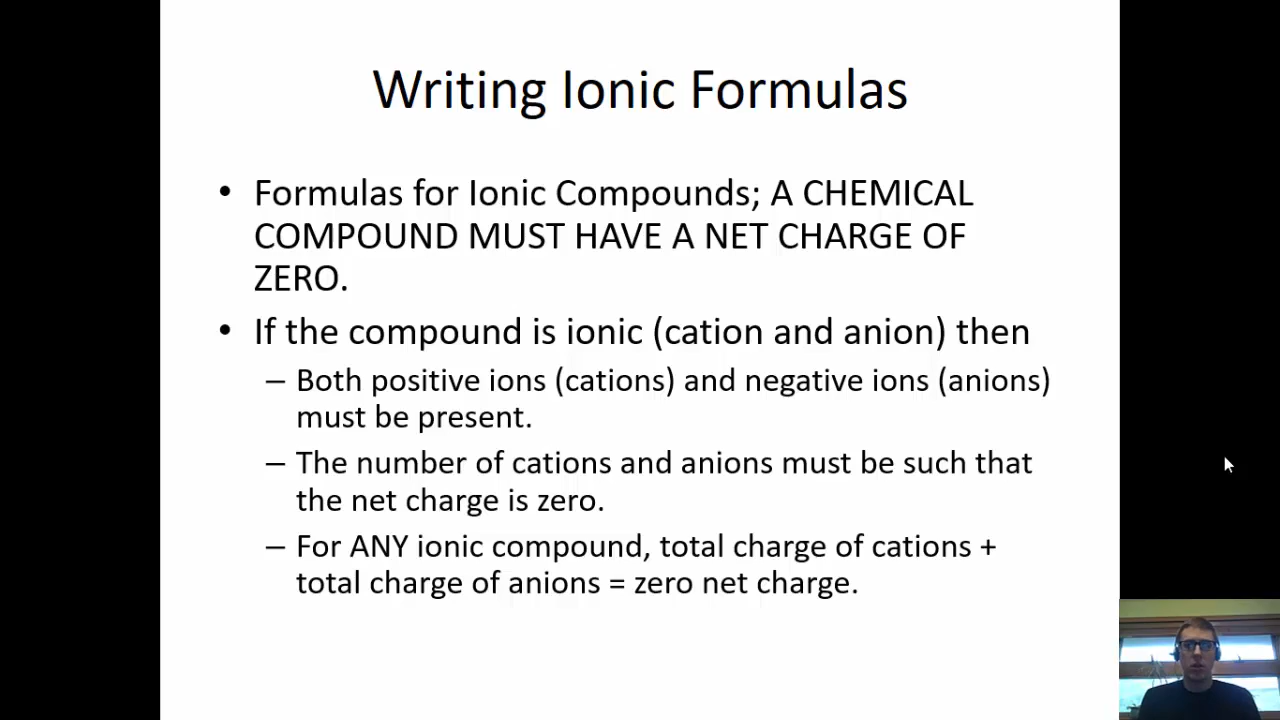 Writing Ionic Formulas
• Formulas for Ionic Compounds; A CHEMICAL
COMPOUND MUST HAVE A NET CHARGE OF
ZERO.
• If the compound is ionic (cation and anion) then
– Both positive ions (cations) and negative ions (anions)
must be present.
– The number of cations and anions must be such that
the net charge is zero.
– For ANY ionic compound, total charge of cations +
total charge of anions = zero net charge.